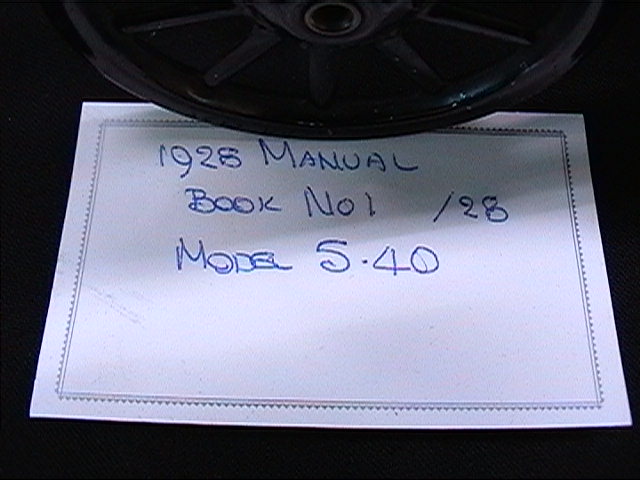 1928 MANUAL
BOOK NO1 /28
MODEL S.40